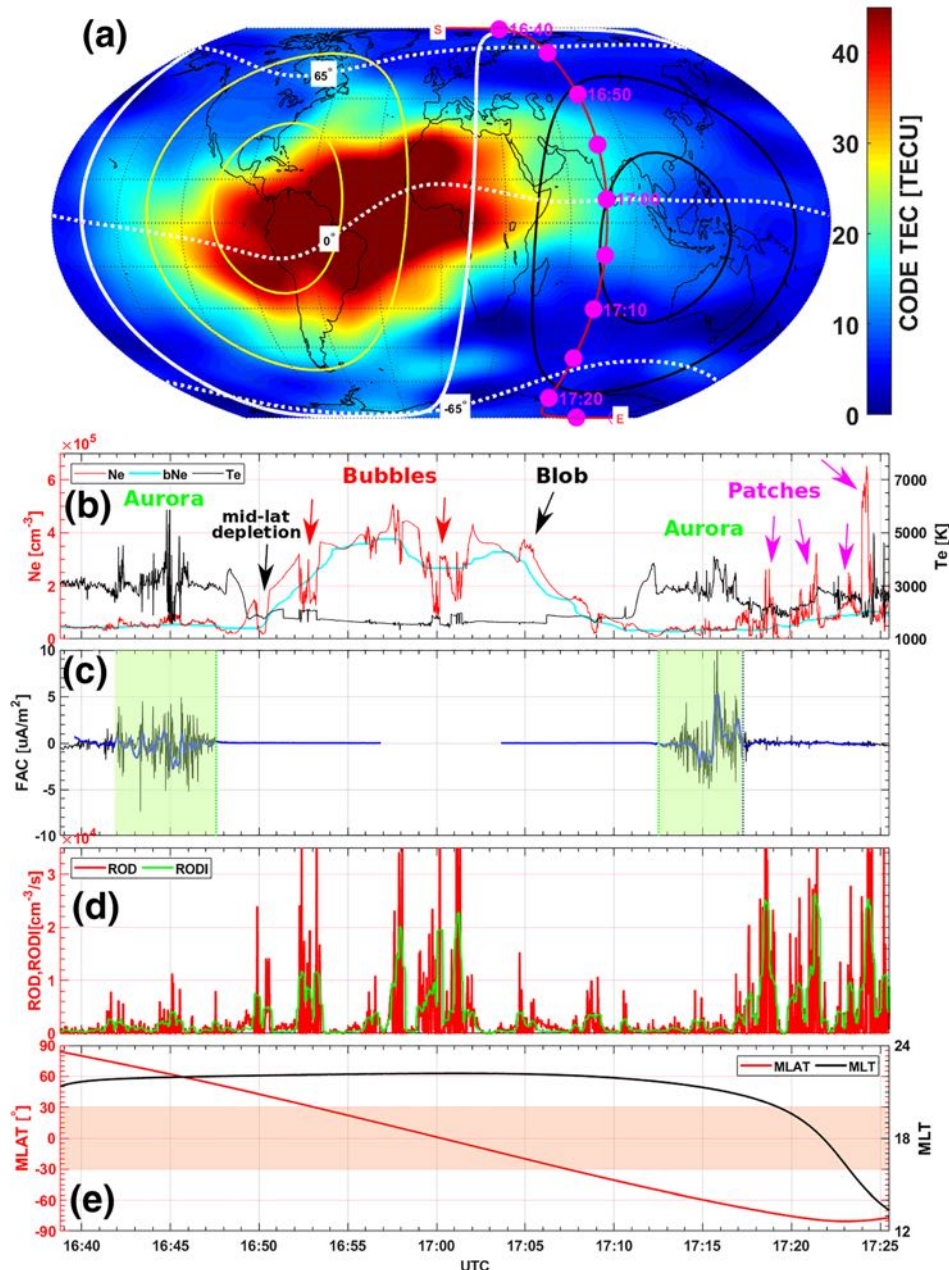 (a)
S
16:40
65°
16:50
17:00
0°
17:10
-65°
17:20
E
40
30
20
10
0
CODE TEC [TECU]
×10⁵
Ne bNe Te
(b)
Aurora
mid-lat
depletion
Bubbles
Blob
Patches
Aurora
6
4
2
0
Ne [cm⁻³]
7000
5000
3000
1000
Te [K]
(c)
10
5
0
-5
-10
FAC [uA/m²]
×10⁴
ROD RODI
(d)
3
2
1
0
ROD,RODI[cm⁻³/s]
90
60
30
0
-30
-60
-90
MLAT [°]
MLAT MLT
24
18
12
MLT
(e)
16:40 16:45 16:50 16:55 17:00 17:05 17:10 17:15 17:20 17:25
UTC